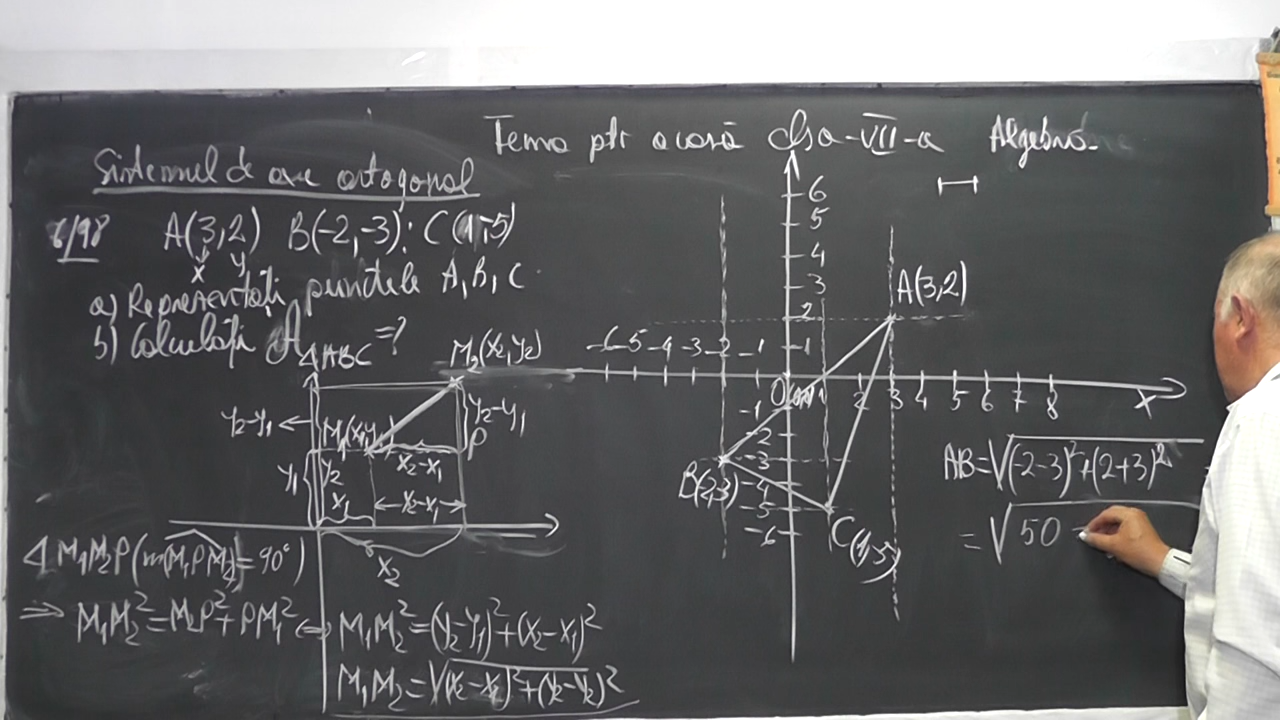 Tema ptr acasă clsa-VII-a Algebră
Sistemul de axe ortogonal
6/98 A(3,2) B(-2,-3); C(1,-5)
x y
a) Reprezentați punctele A, B, C
b) Calculați A ΔABC =?
M2(x2,y2)
y2-y1
y2-y1
M1(x1,y1)
P
x2-x1
y1
y2
x1
x2-x1
x2
Δ M1M2P (m(M1PM2)=90°)
=> M1M2²=M2P²+PM1² <=> M1M2²=(y2-y1)²+(x2-x1)²
M1M2=√(x2-x2)²+(y2-y2)²
6
5
4
3
2
1
-6 -5 -4 -3 -2 -1
O 1 2 3 4 5 6 7 8 x
-1
-2
-3
-4
-5
-6
A(3,2)
B(-2,-3)
C(1,-5)
AB=√(-2-3)²+(2+3)²
=√50 =